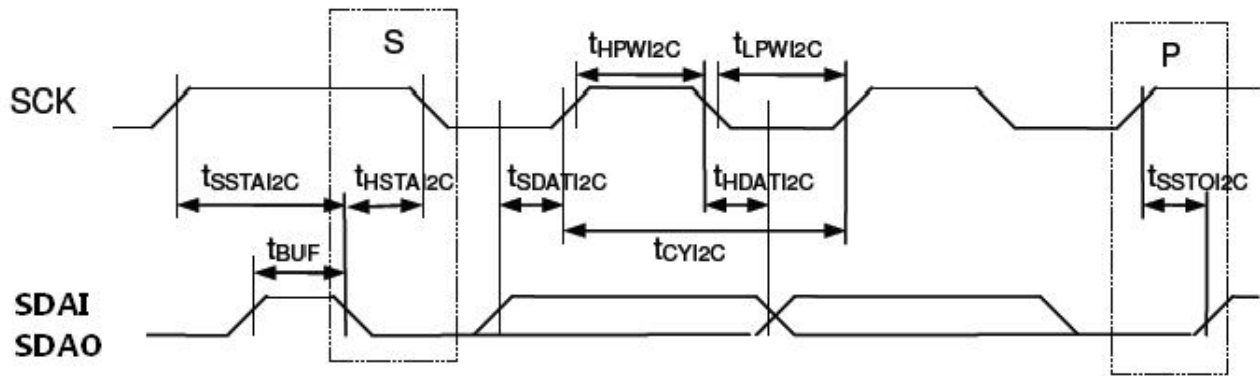 S
tHPWI2C tLPWI2C
P
SCK
tSSTAI2C tHSTAI2C tSDATI2C tHDATI2C tSSTOI2C
tBUF tCYI2C
SDAI
SDAO